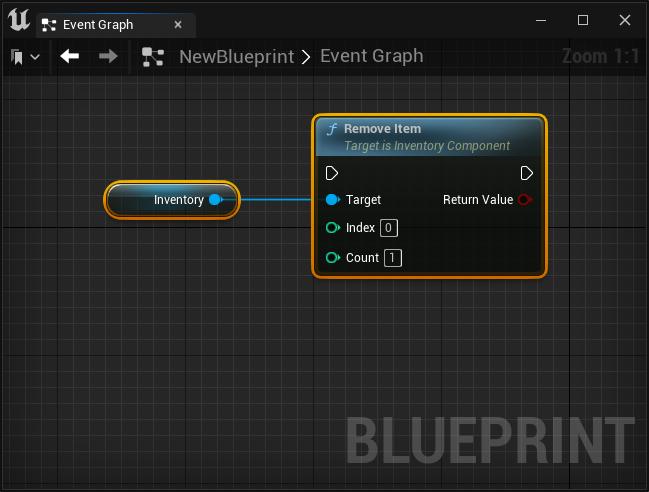 Event Graph
NewBlueprint > Event Graph
Zoom 1:1
Remove Item
Target is Inventory Component
Inventory
Target
Return Value
Index 0
Count 1
BLUEPRINT